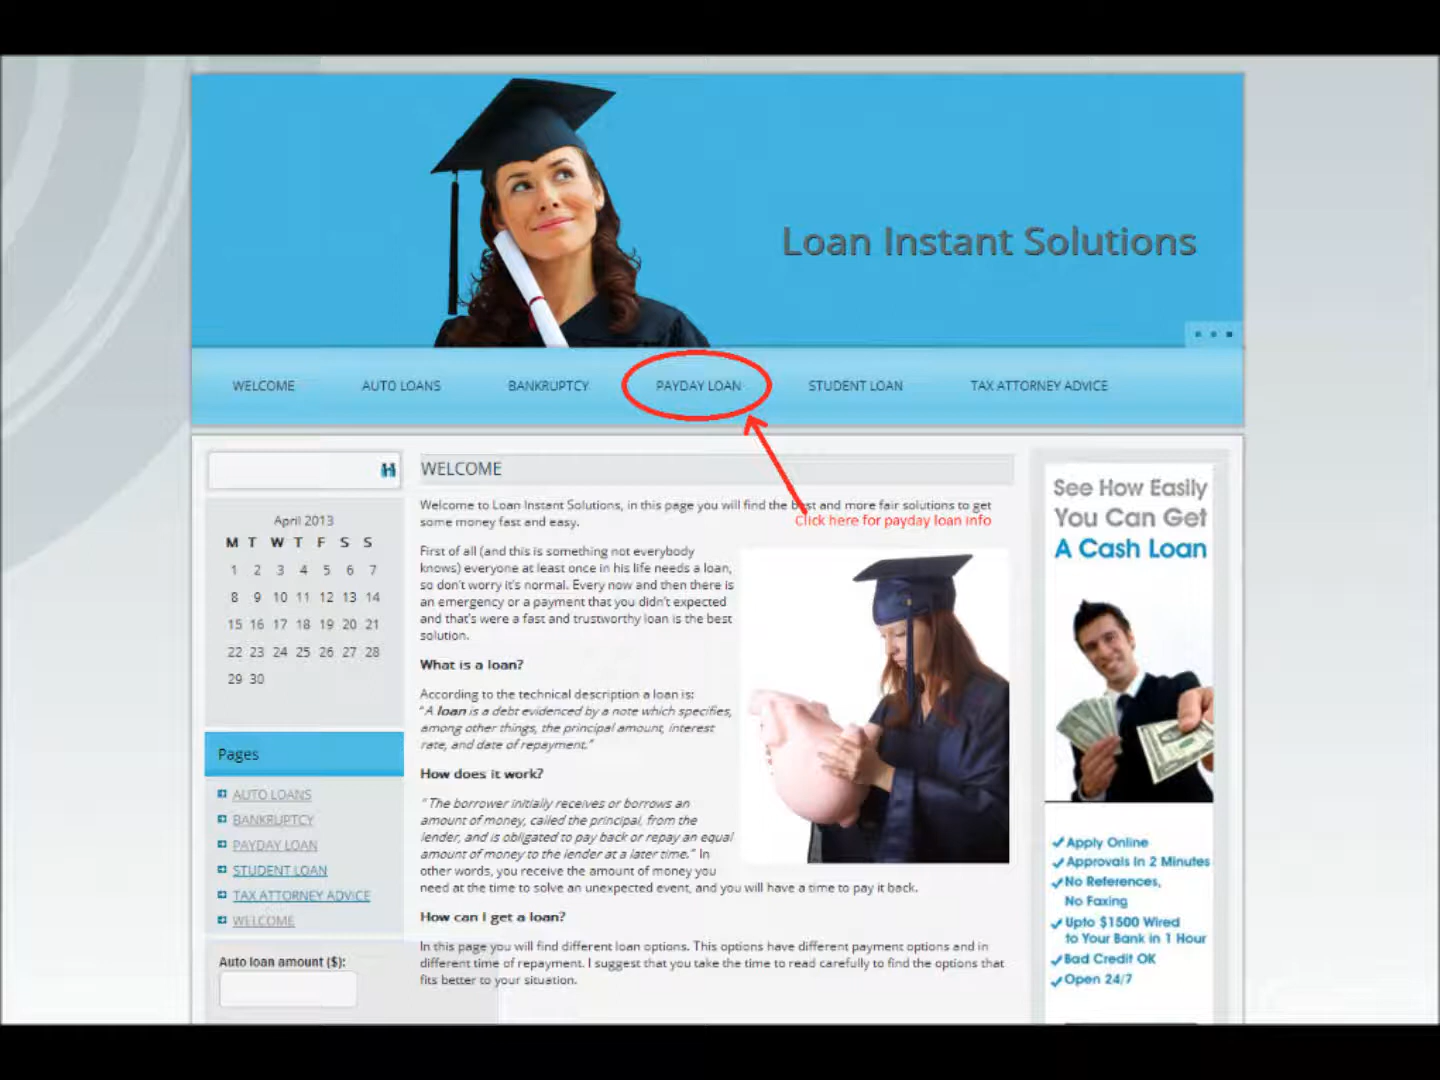 Loan Instant Solutions
WELCOME
AUTO LOANS
BANKRUPTCY
PAYDAY LOAN
STUDENT LOAN
TAX ATTORNEY ADVICE
April 2013
M T W T F S S
1 2 3 4 5 6 7
8 9 10 11 12 13 14
15 16 17 18 19 20 21
22 23 24 25 26 27 28
29 30
Pages
AUTO LOANS
BANKRUPTCY
PAYDAY LOAN
STUDENT LOAN
TAX ATTORNEY ADVICE
WELCOME
Auto loan amount ($):
WELCOME
Welcome to Loan Instant Solutions, in this page you will find the best and more fair solutions to get
some money fast and easy.
Click here for payday loan info
First of all (and this is something not everybody
knows) everyone at least once in his life needs a loan,
so don't worry it's normal. Every now and then there is
an emergency or a payment that you didn't expected
and that's were a fast and trustworthy loan is the best
solution.
What is a loan?
According to the technical description a loan is:
"A loan is a debt evidenced by a note which specifies,
among other things, the principal amount, interest
rate, and date of repayment."
How does it work?
" The borrower initially receives or borrows an
amount of money, called the principal, from the
lender, and is obligated to pay back or repay an equal
amount of money to the lender at a later time." In
other words, you receive the amount of money you
need at the time to solve an unexpected event, and you will have a time to pay it back.
How can I get a loan?
In this page you will find different loan options. This options have different payment options and in
different time of repayment. I suggest that you take the time to read carefully to find the options that
fits better to your situation.
See How Easily
You Can Get
A Cash Loan
Apply Online
Approvals In 2 Minutes
No References,
No Faxing
Upto $1500 Wired
to Your Bank in 1 Hour
Bad Credit OK
Open 24/7